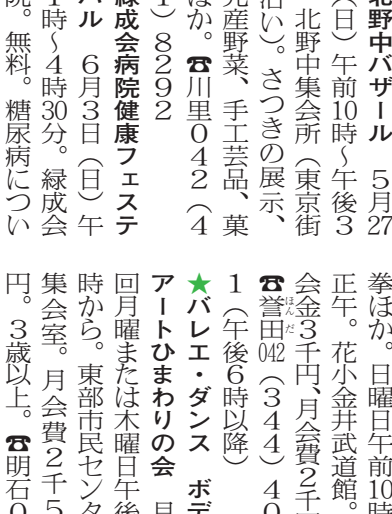 北野中バザール　５月27
（日）午前10時～午後３
北野中集会所（東京街
沿い）。さつきの展示、
産野菜、手工芸品、菓
ほか。☎川里０４２（４
１）８２９２
緑成会病院健康フェステ
バル　６月３日（日）午
時～４時30分。緑成会
院。無料。糖尿病につい
拳ほか。日曜日午前10時
正午。花小金井武道館。
会金３千円、月会費２千
☎誉田042（３４４）４０
１（午後６時以降）
★バレエ・ダンス　ボデ
アートひまわりの会　月
回月曜または木曜日午後
時から。東部市民センタ
集会室。月会費２千５
円。３歳以上。☎明石０